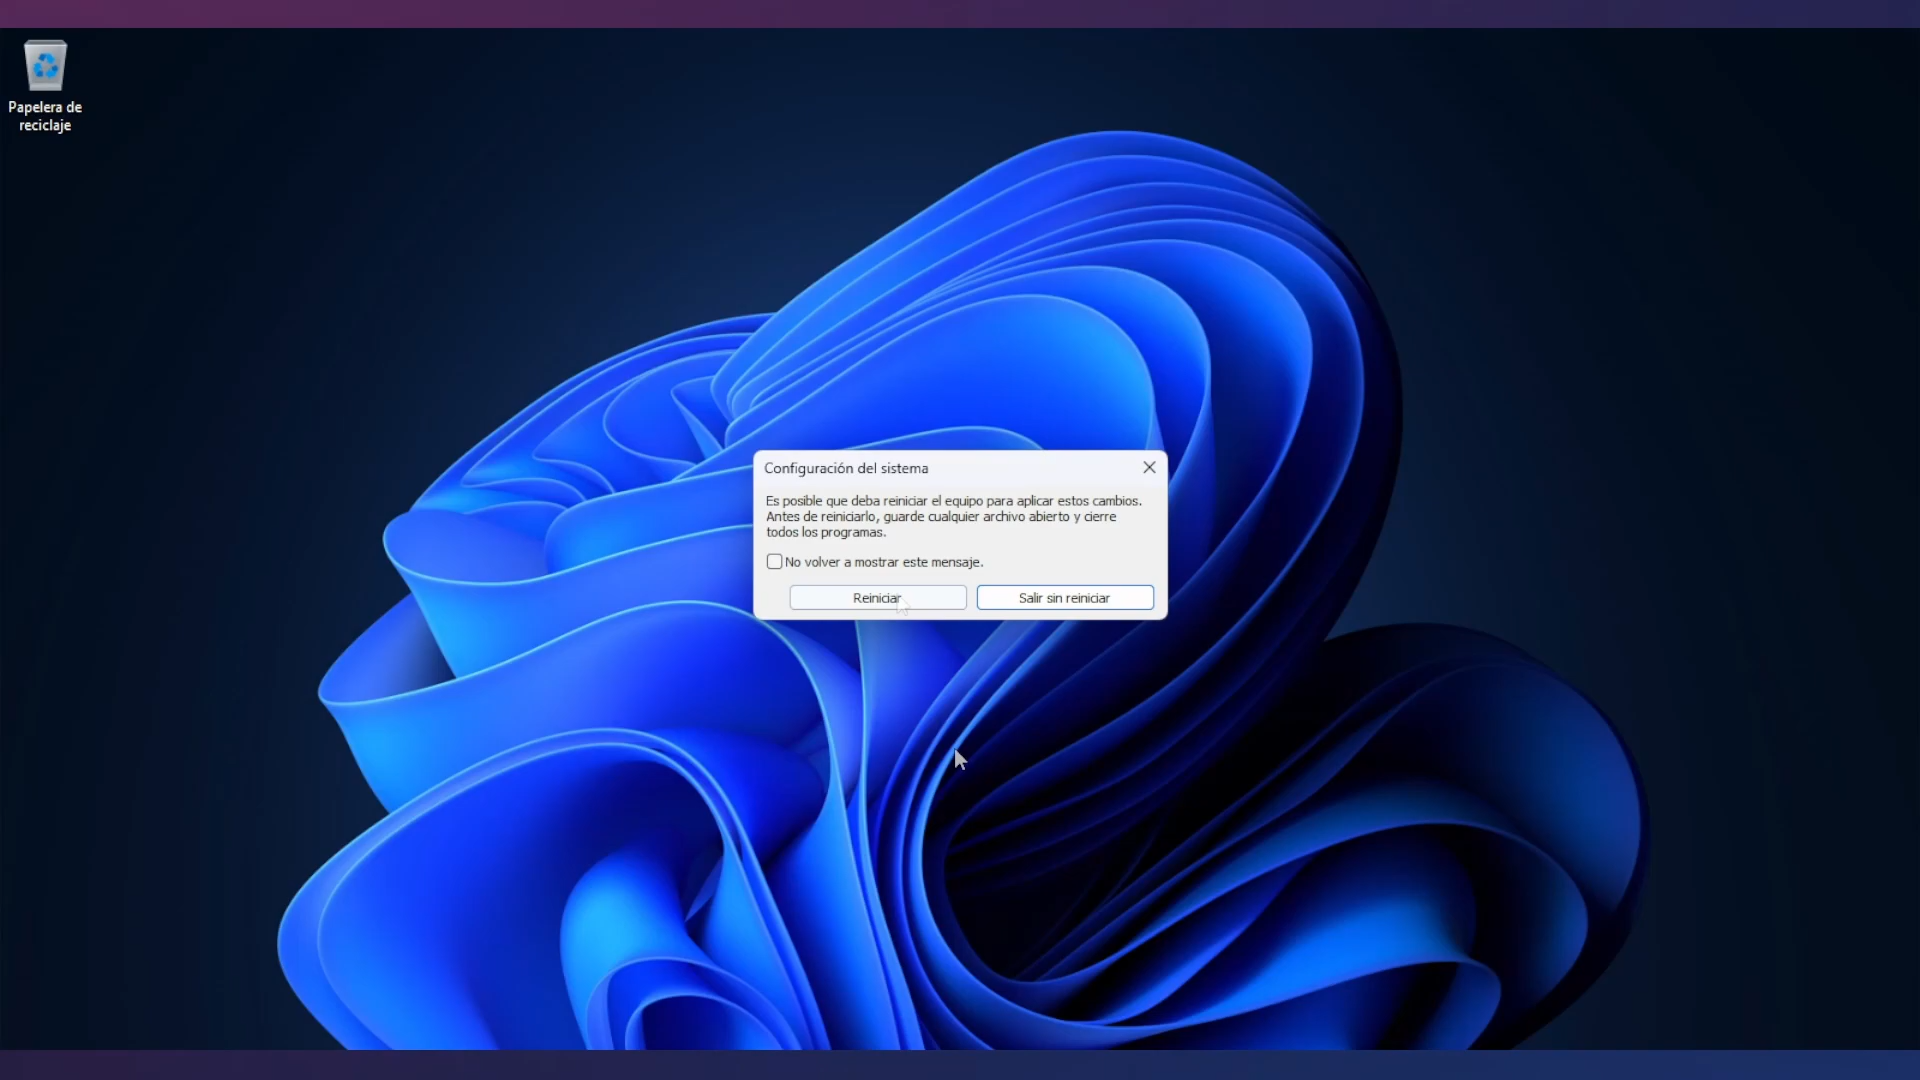 Papelera de
reciclaje
Configuración del sistema
Es posible que deba reiniciar el equipo para aplicar estos cambios.
Antes de reiniciarlo, guarde cualquier archivo abierto y cierre
todos los programas.
No volver a mostrar este mensaje.
Reiniciar
Salir sin reiniciar